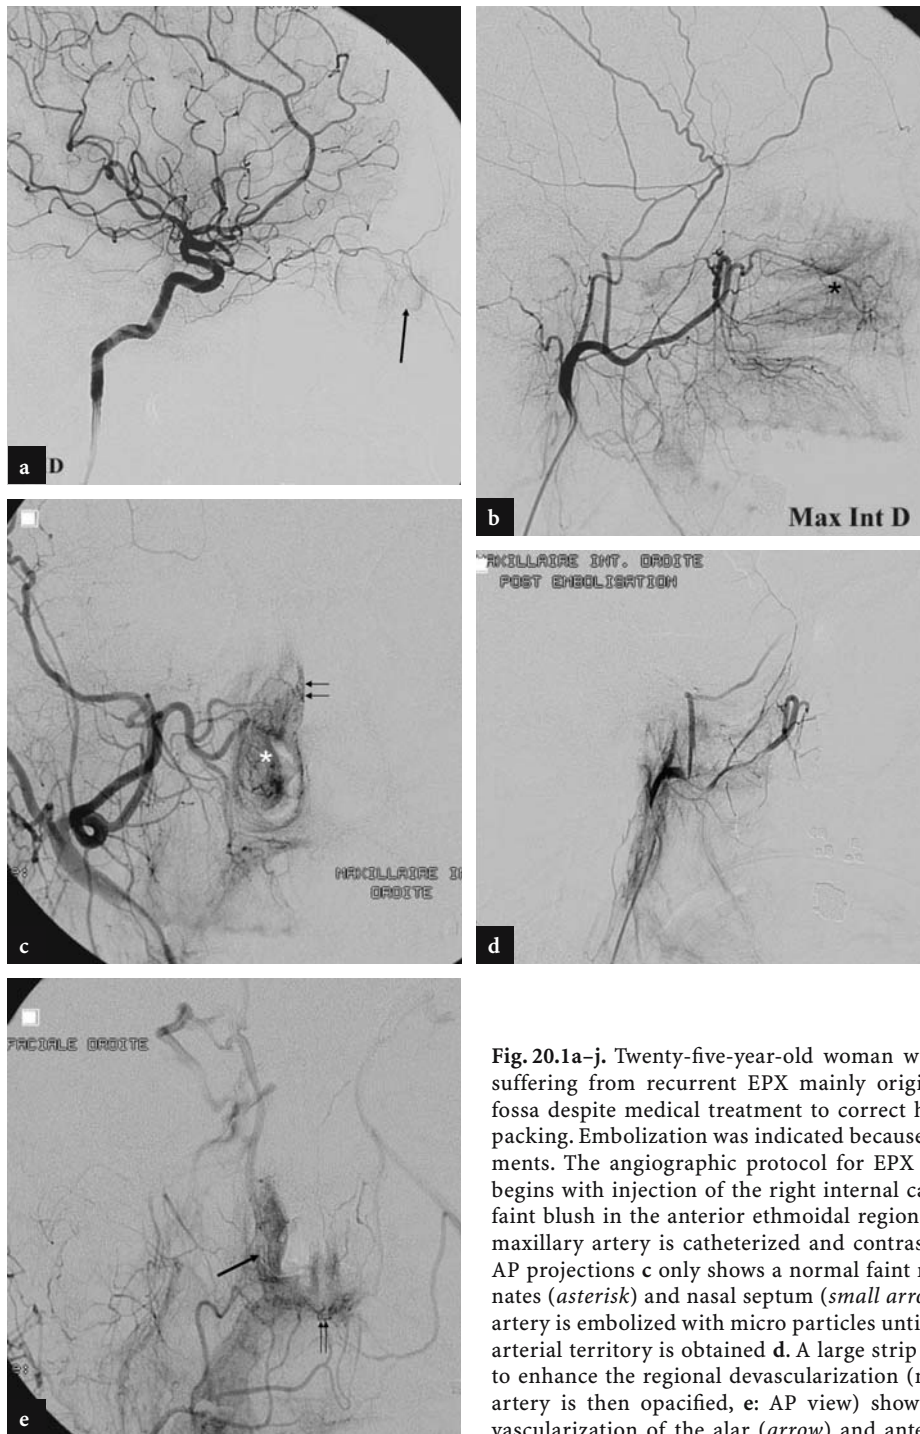 a D
b
Max Int D
c
MAXILLAIRE IN
DROITE
MAXILLAIRE INT. DROITE
POST EMBOLISATION
d
FACIALE DROITE
e
Fig. 20.1a–j. Twenty-five-year-old woman w
suffering from recurrent EPX mainly origi
fossa despite medical treatment to correct h
packing. Embolization was indicated because
ments. The angiographic protocol for EPX
begins with injection of the right internal ca
faint blush in the anterior ethmoidal region
maxillary artery is catheterized and contras
AP projections c only shows a normal faint
nates (asterisk) and nasal septum (small arro
artery is embolized with micro particles unti
arterial territory is obtained d. A large strip
to enhance the regional devascularization (
artery is then opacified, e: AP view) show
vascularization of the alar (arrow) and ante